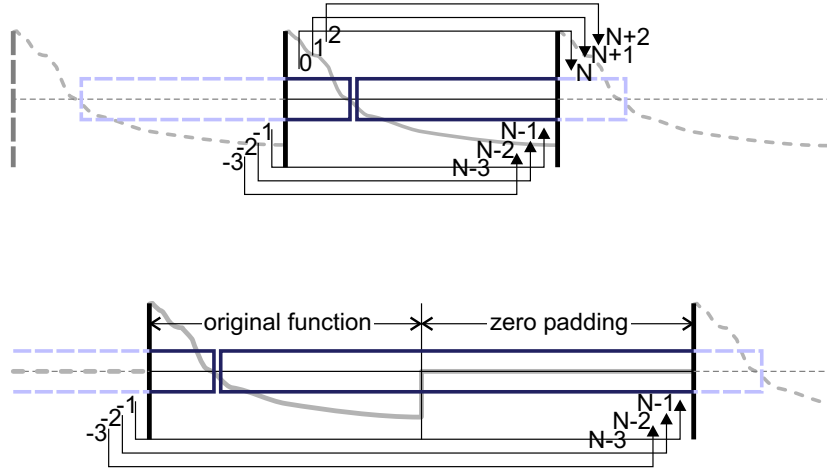 2
N+2
1
N+1
0
N
-1
N-1
-2
N-2
-3
N-3
original function
zero padding
-1
N-1
-2
N-2
-3
N-3